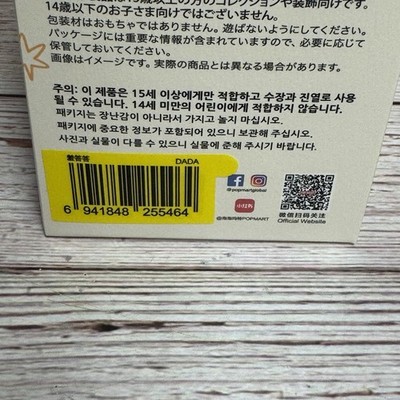 14歳以下のお子さま向けではございません。
包装材はおもちゃではありません。遊ばないようにしてください。
パッケージには重要な情報が含まれていますので、必要に応じて
保管しておいてください。
画像はイメージです。実際の商品とは異なる場合があります。
주의: 이 제품은 15세 이상에게만 적합하고 수장과 진열로 사용
될 수 있습니다. 14세 미만의 어린이에게 적합하지 않습니다.
패키지는 장난감이 아니라서 가지고 놀지 마십시오.
패키지에 중요한 정보가 포함되어 있으니 보관해 주십시오.
사진과 실물이 다를 수 있으며 실물에 준해 주시기 바랍니다.
DADA
6 941848 255464
@popmartglobal
小红书
@泡泡玛特POPMART
微信扫码关注
Official Website